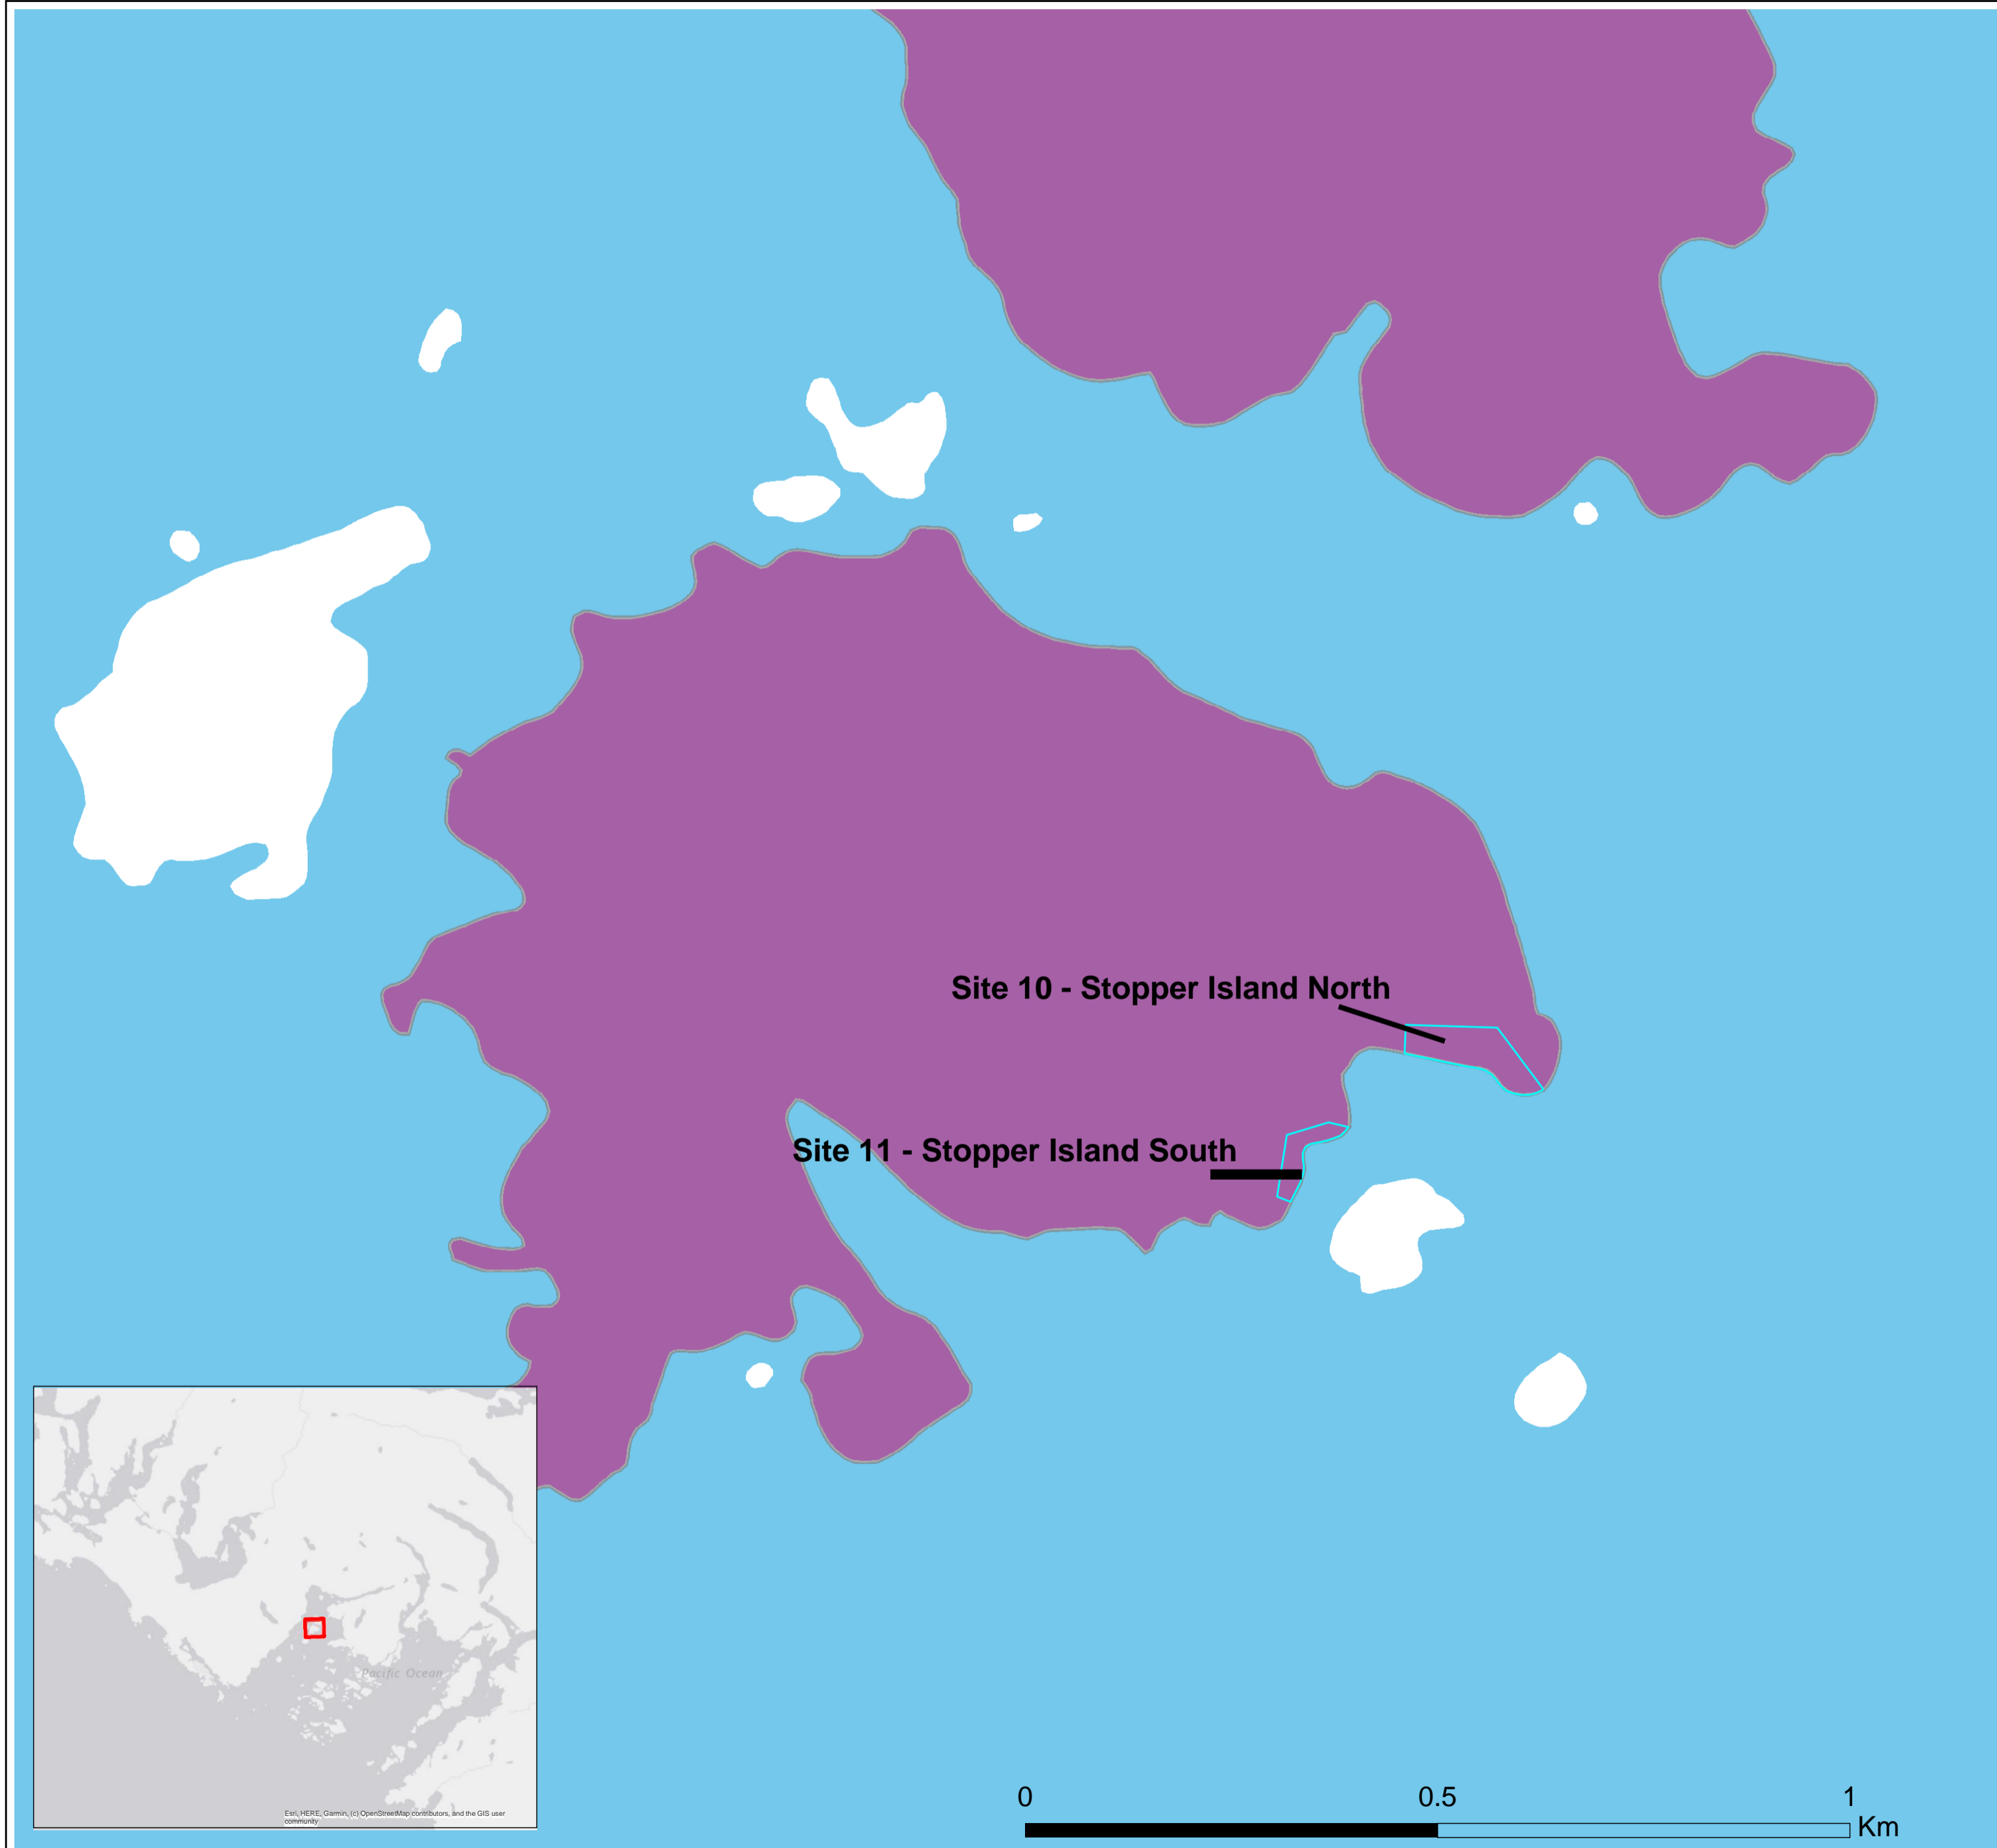 Site 10 - Stopper Island North
Site 11 - Stopper Island South
Pacific Ocean
Esri, HERE, Garmin, (c) OpenStreetMap contributors, and the GIS user
community
0 0.5 1
Km